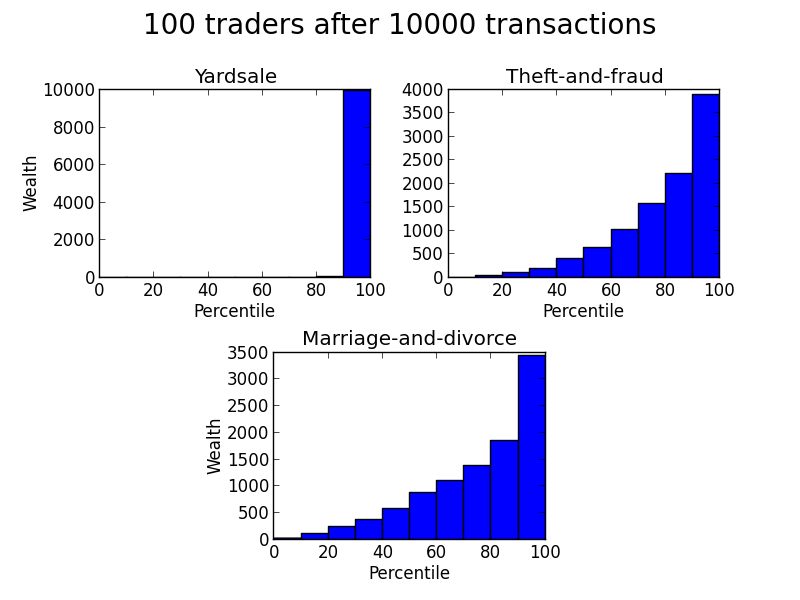 100 traders after 10000 transactions
Yardsale
Wealth
10000
8000
6000
4000
2000
0
0 20 40 60 80 100
Percentile
Theft-and-fraud
4000
3500
3000
2500
2000
1500
1000
500
0
0 20 40 60 80 100
Percentile
Marriage-and-divorce
Wealth
3500
3000
2500
2000
1500
1000
500
0
0 20 40 60 80 100
Percentile